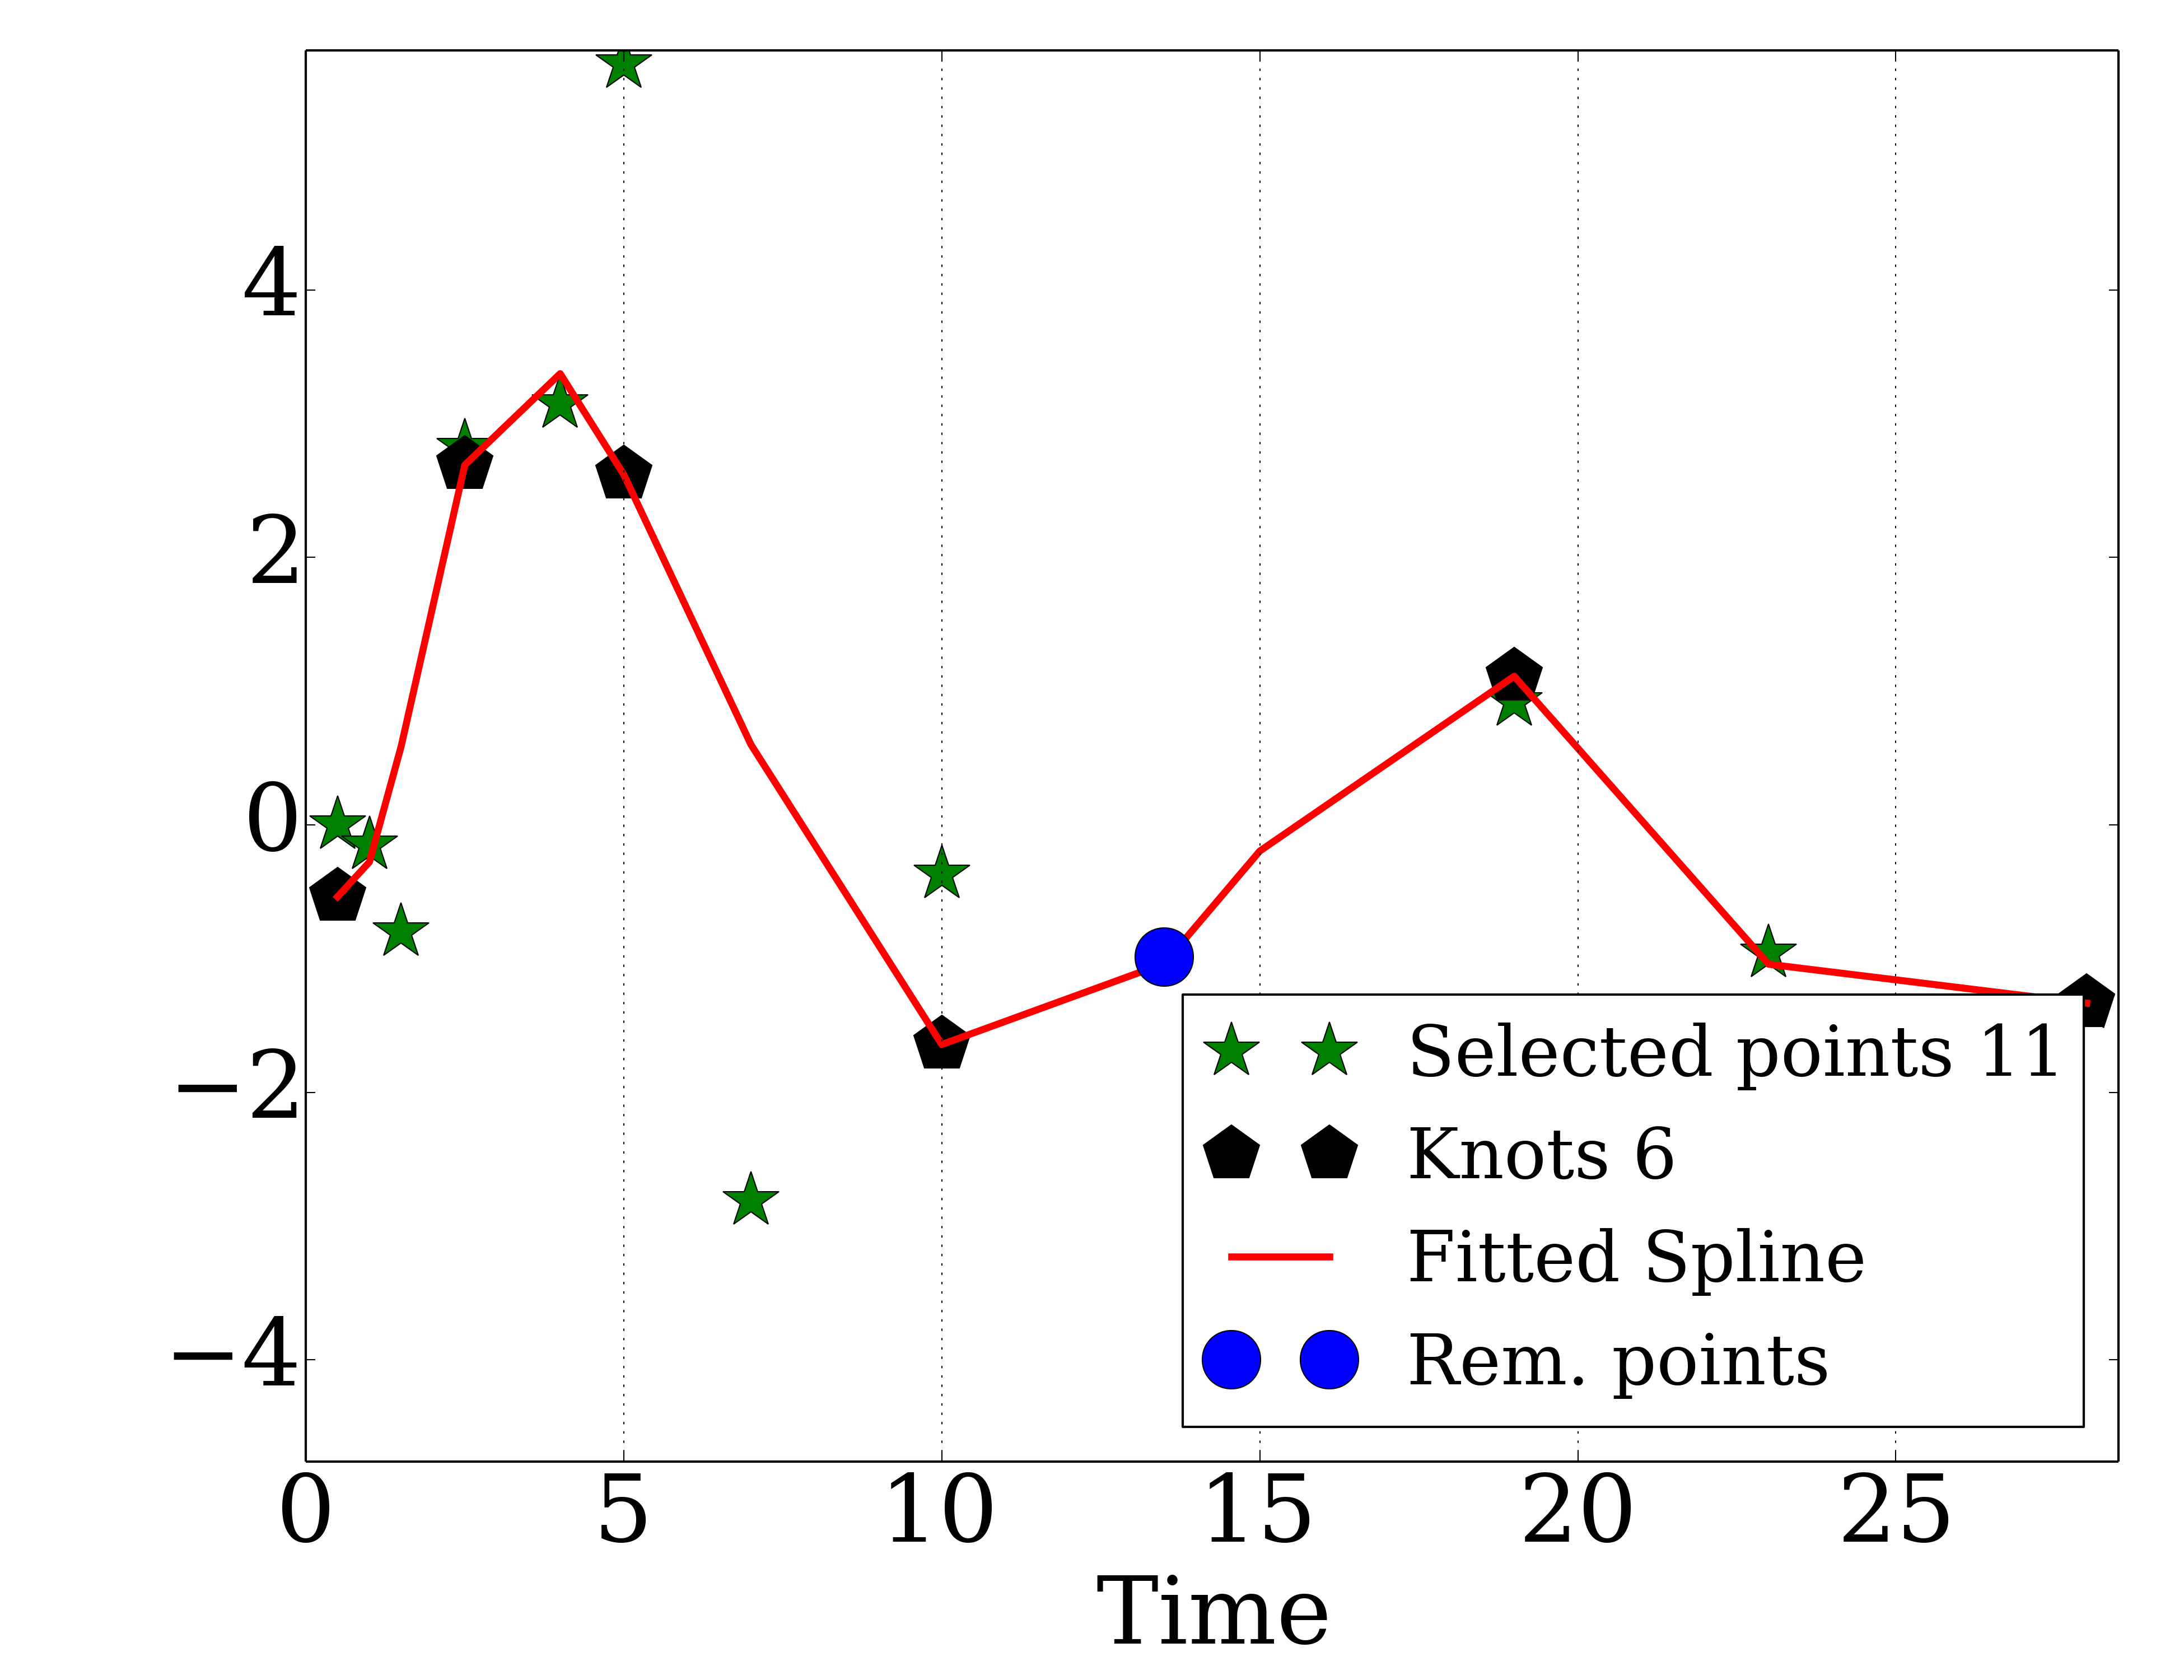 4
2
0
−2
−4
0 5 10 15 20 25
Time
Selected points 11
Knots 6
Fitted Spline
Rem. points